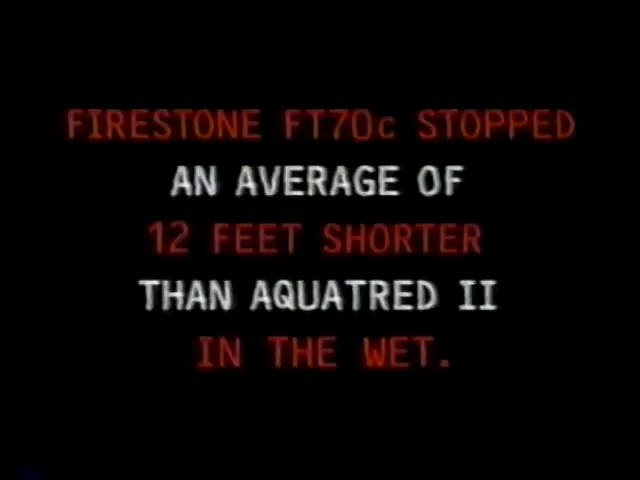 FIRESTONE FT70c STOPPED
AN AVERAGE OF
12 FEET SHORTER
THAN AQUATRED II
IN THE WET.